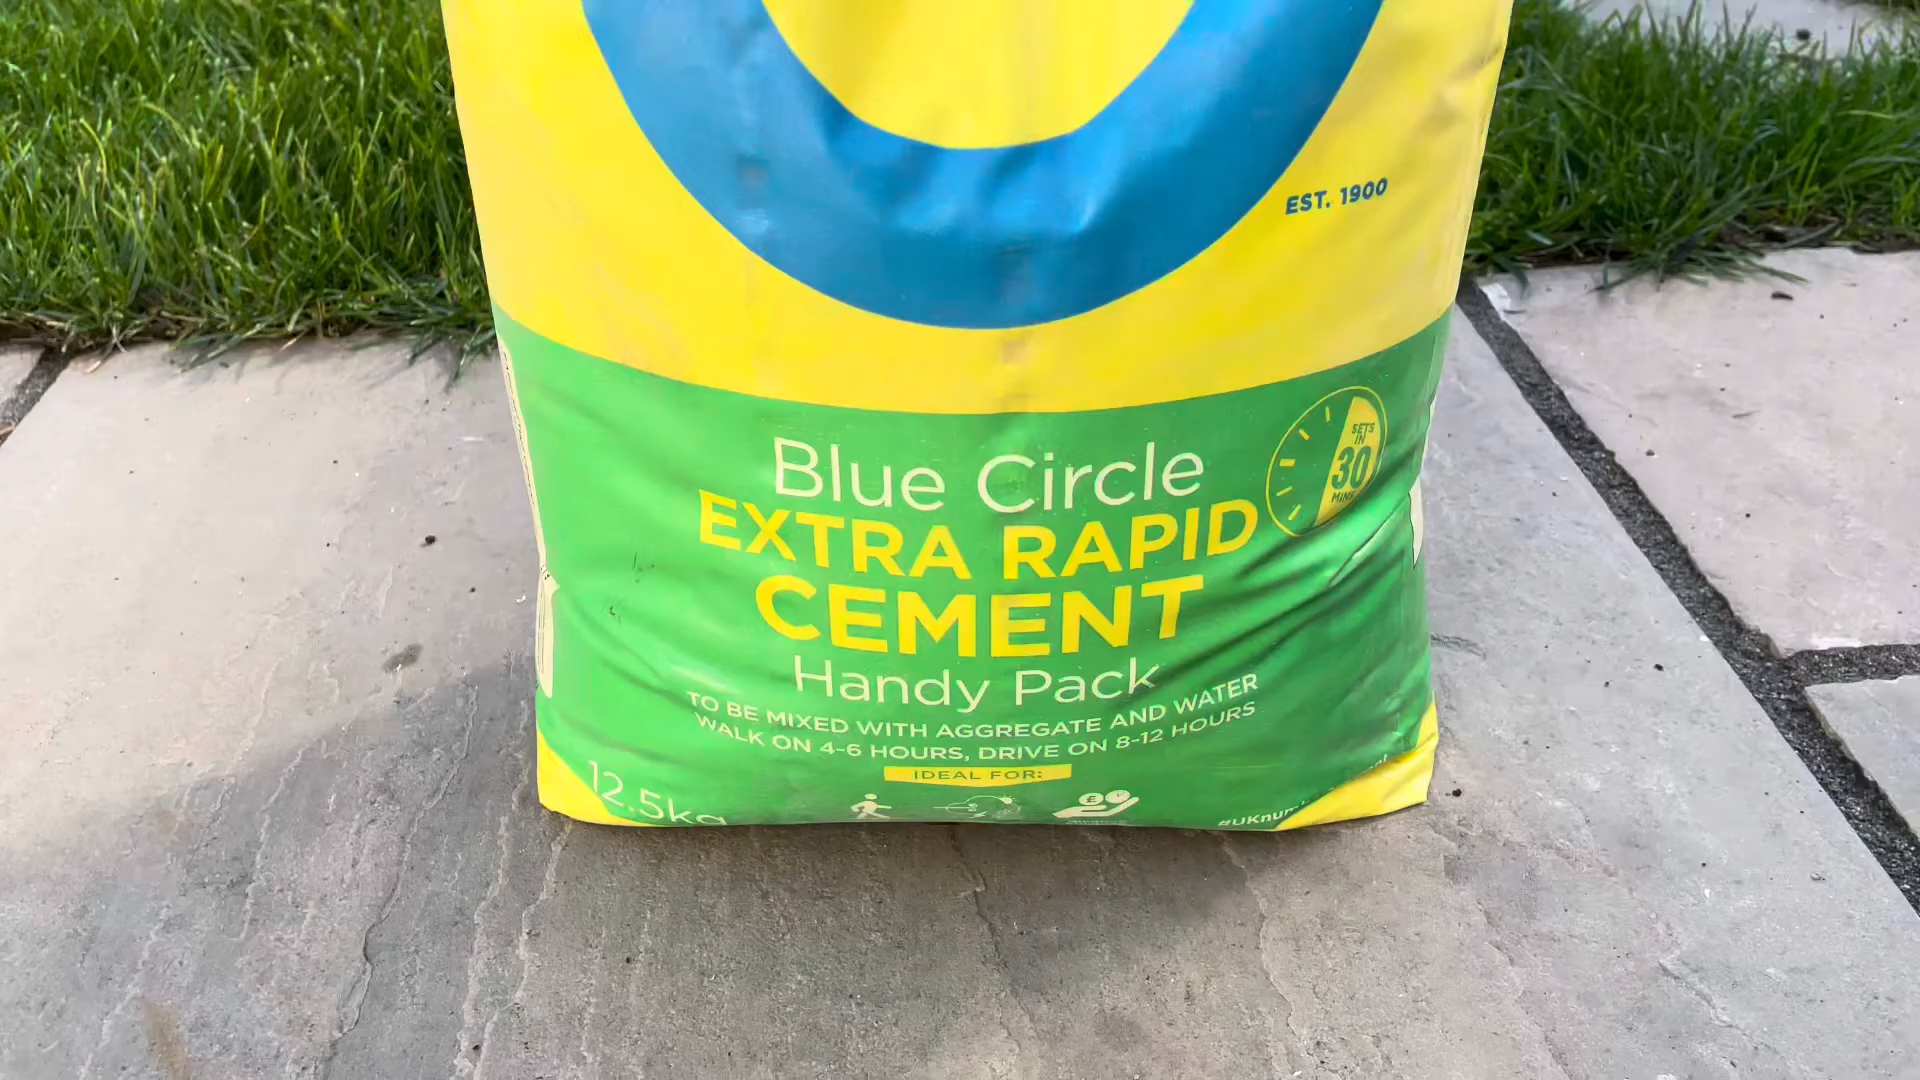 EST. 1900
SETS
IN
30
MINS
Blue Circle
EXTRA RAPID
CEMENT
Handy Pack
TO BE MIXED WITH AGGREGATE AND WATER
WALK ON 4-6 HOURS, DRIVE ON 8-12 HOURS
IDEAL FOR:
12.5kg